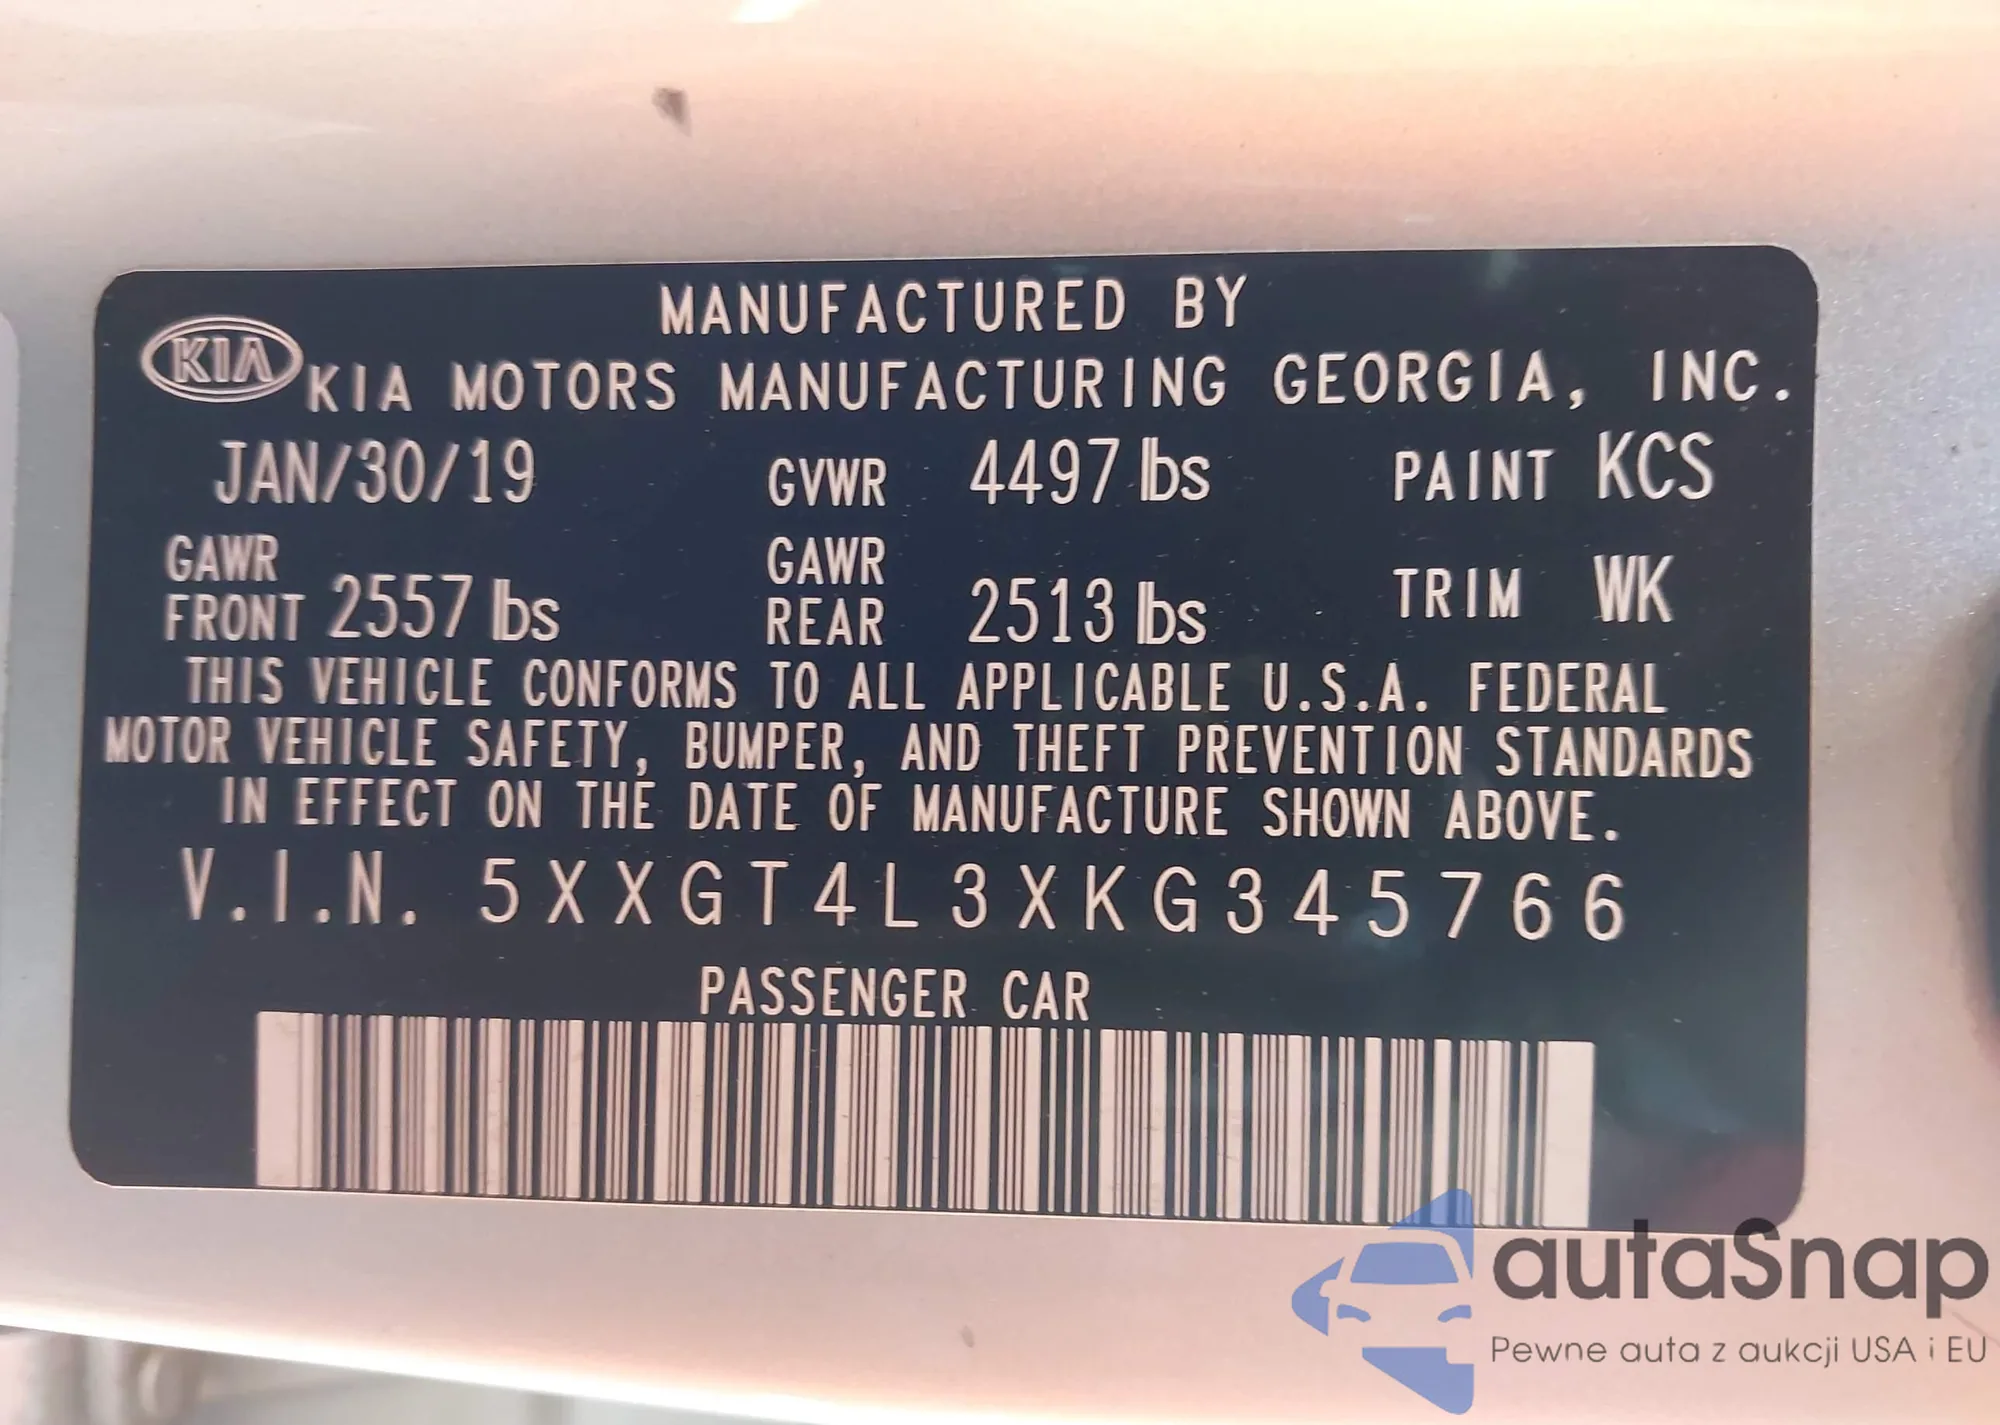 MANUFACTURED BY
KIA KIA MOTORS MANUFACTURING GEORGIA, INC.
JAN/30/19 GVWR 4497 lbs PAINT KCS
GAWR FRONT 2557 lbs GAWR REAR 2513 lbs TRIM WK
THIS VEHICLE CONFORMS TO ALL APPLICABLE U.S.A. FEDERAL
MOTOR VEHICLE SAFETY, BUMPER, AND THEFT PREVENTION STANDARDS
IN EFFECT ON THE DATE OF MANUFACTURE SHOWN ABOVE.
V.I.N. 5XXGT4L3XKG345766
PASSENGER CAR
autaSnap
Pewne auta z aukcji USA i EU